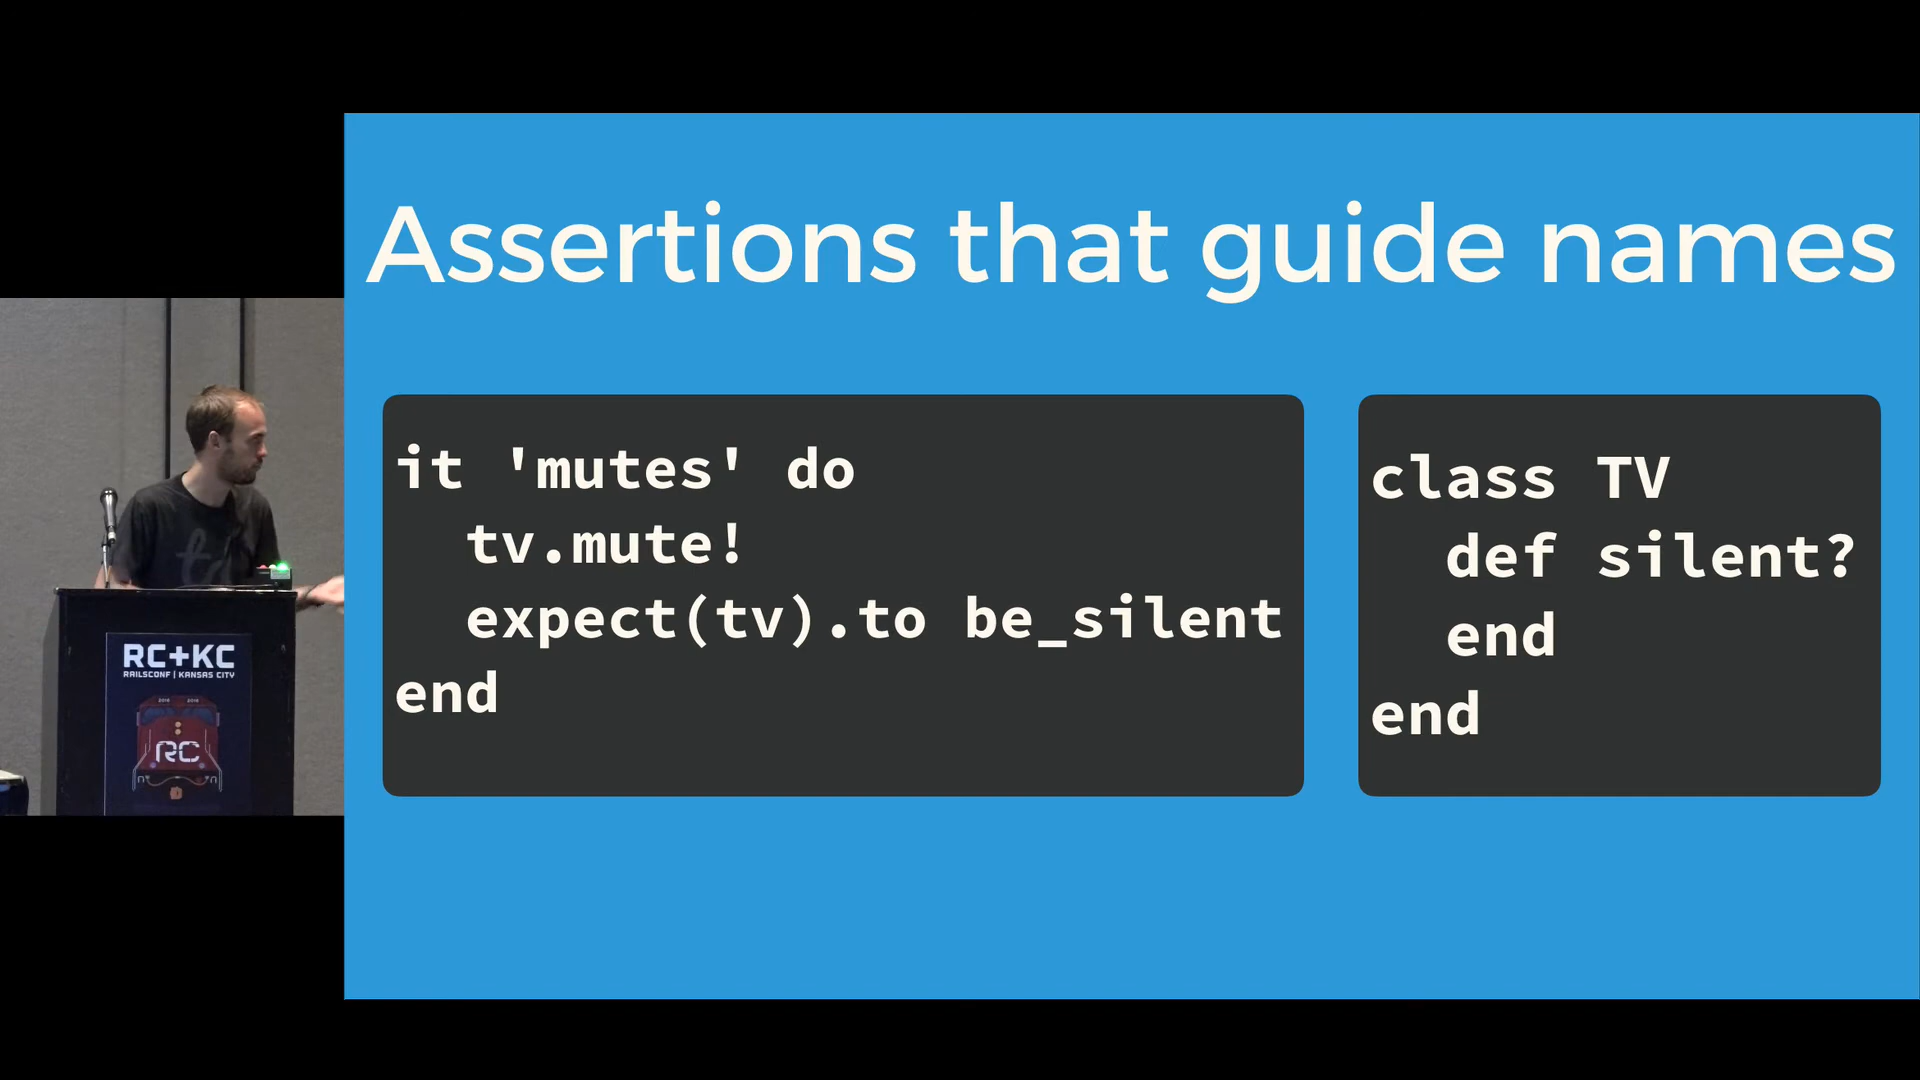 Assertions that guide names
it 'mutes' do
  tv.mute!
  expect(tv).to be_silent
end
class TV
  def silent?
  end
end
RC+KC
RAILSCONF | KANSAS CITY
RC